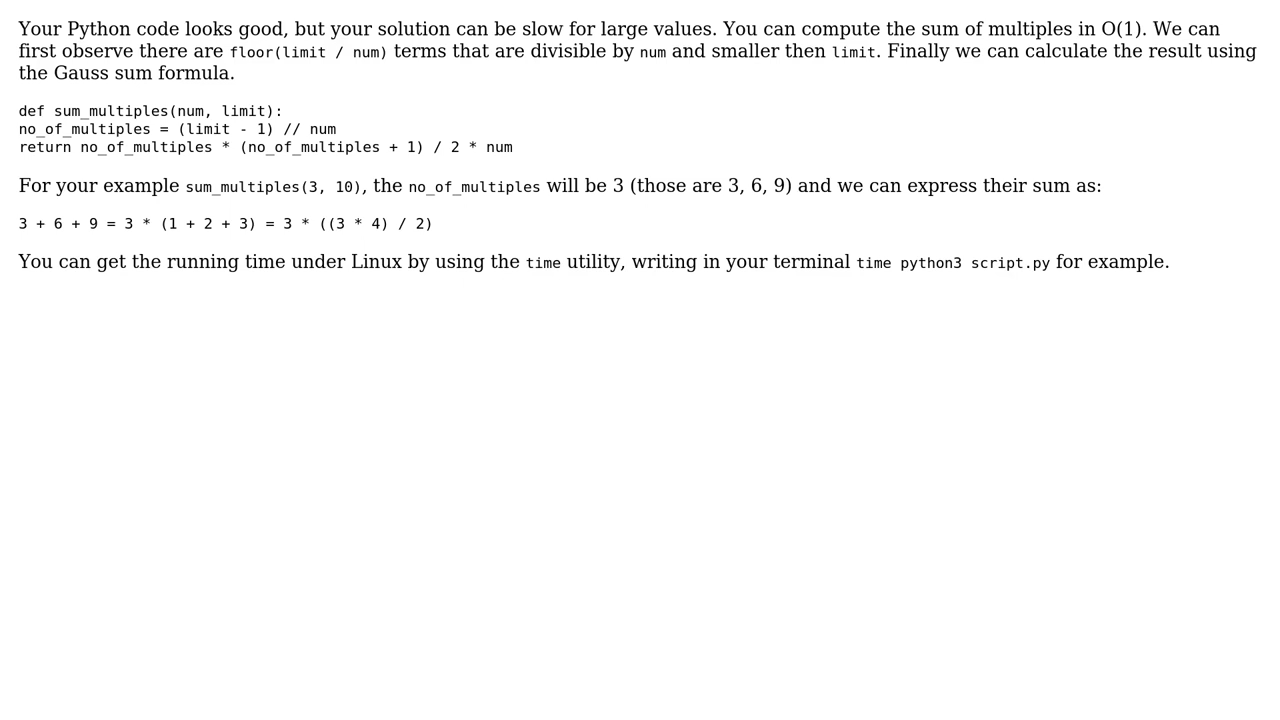 Your Python code looks good, but your solution can be slow for large values. You can compute the sum of multiples in O(1). We can
first observe there are floor(limit / num) terms that are divisible by num and smaller then limit. Finally we can calculate the result using
the Gauss sum formula.
def sum_multiples(num, limit):
no_of_multiples = (limit - 1) // num
return no_of_multiples * (no_of_multiples + 1) / 2 * num
For your example sum_multiples(3, 10), the no_of_multiples will be 3 (those are 3, 6, 9) and we can express their sum as:
3 + 6 + 9 = 3 * (1 + 2 + 3) = 3 * ((3 * 4) / 2)
You can get the running time under Linux by using the time utility, writing in your terminal time python3 script.py for example.